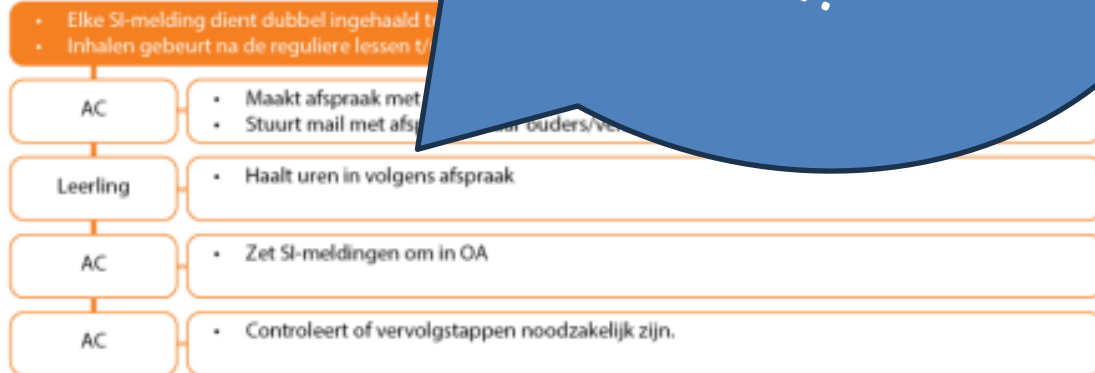 • Elke SI-melding dient dubbel ingehaald
• Inhalen gebeurt na de reguliere lessen
AC
• Maakt afspraak met
• Stuurt mail met ouders/
Leerling
• Haalt uren in volgens afspraak
AC
• Zet SI-meldingen om in OA
AC
• Controleert of vervolgstappen noodzakelijk zijn.